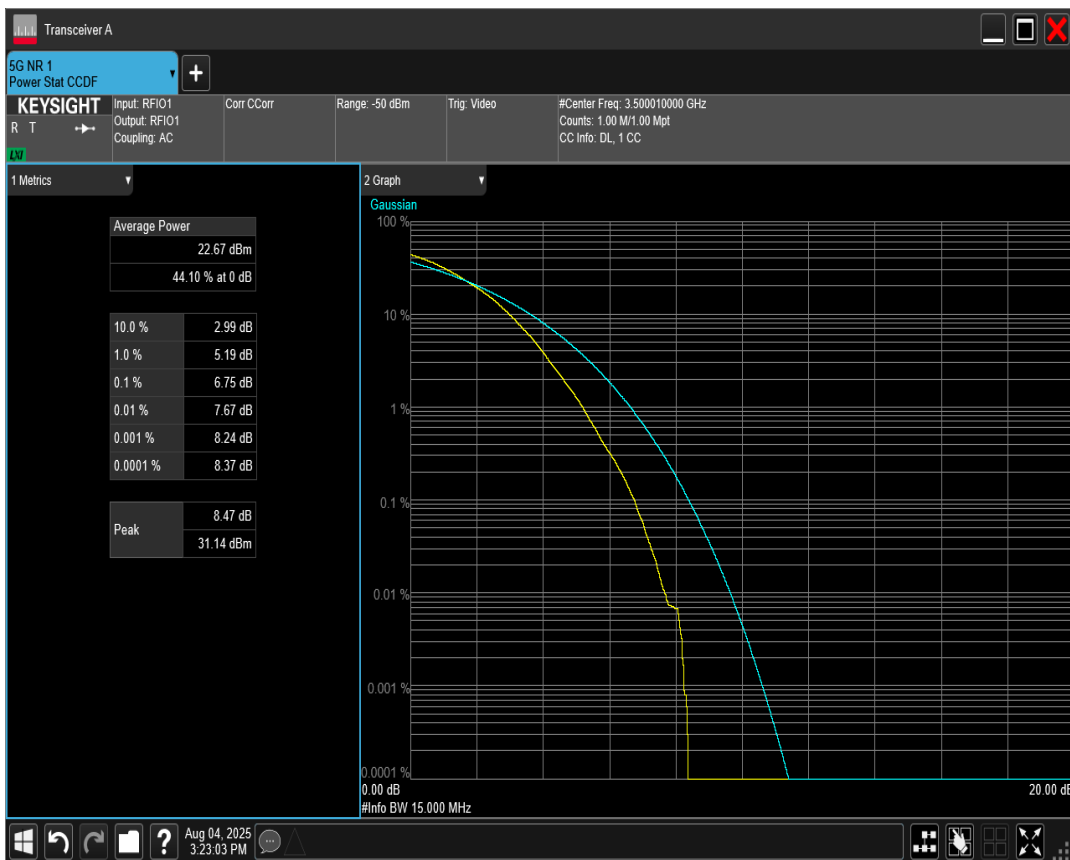 Transceiver A
5G NR 1
Power Stat CCDF
+
KEYSIGHT
R T
LXI
Input: RFIO1
Output: RFIO1
Coupling: AC
Corr CCorr
Range: -50 dBm
Trig: Video
#Center Freq: 3.500010000 GHz
Counts: 1.00 M/1.00 Mpt
CC Info: DL, 1 CC
1 Metrics
Average Power
22.67 dBm
44.10 % at 0 dB
10.0 % 2.99 dB
1.0 % 5.19 dB
0.1 % 6.75 dB
0.01 % 7.67 dB
0.001 % 8.24 dB
0.0001 % 8.37 dB
Peak
8.47 dB
31.14 dBm
2 Graph
Gaussian
100 %
10 %
1 %
0.1 %
0.01 %
0.001 %
0.0001 %
0.00 dB
20.00 dB
#Info BW 15.000 MHz
?
Aug 04, 2025
3:23:03 PM